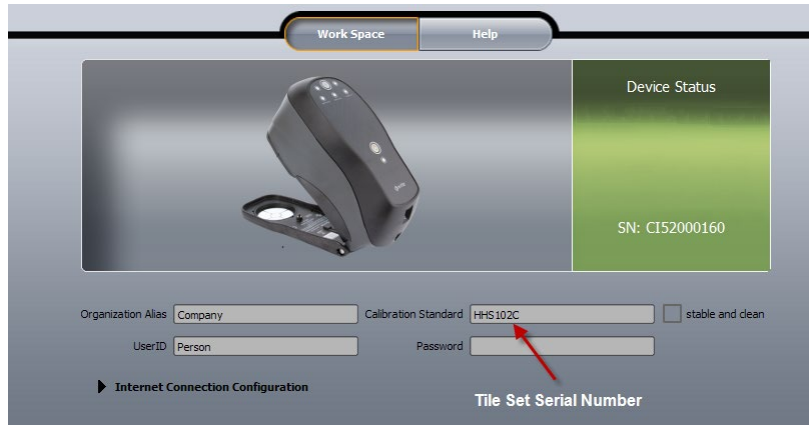 Work Space
Help
Device Status
SN: CI52000160
Organization Alias Company
Calibration Standard HHS102C
stable and clean
UserID Person
Password
Internet Connection Configuration
Tile Set Serial Number